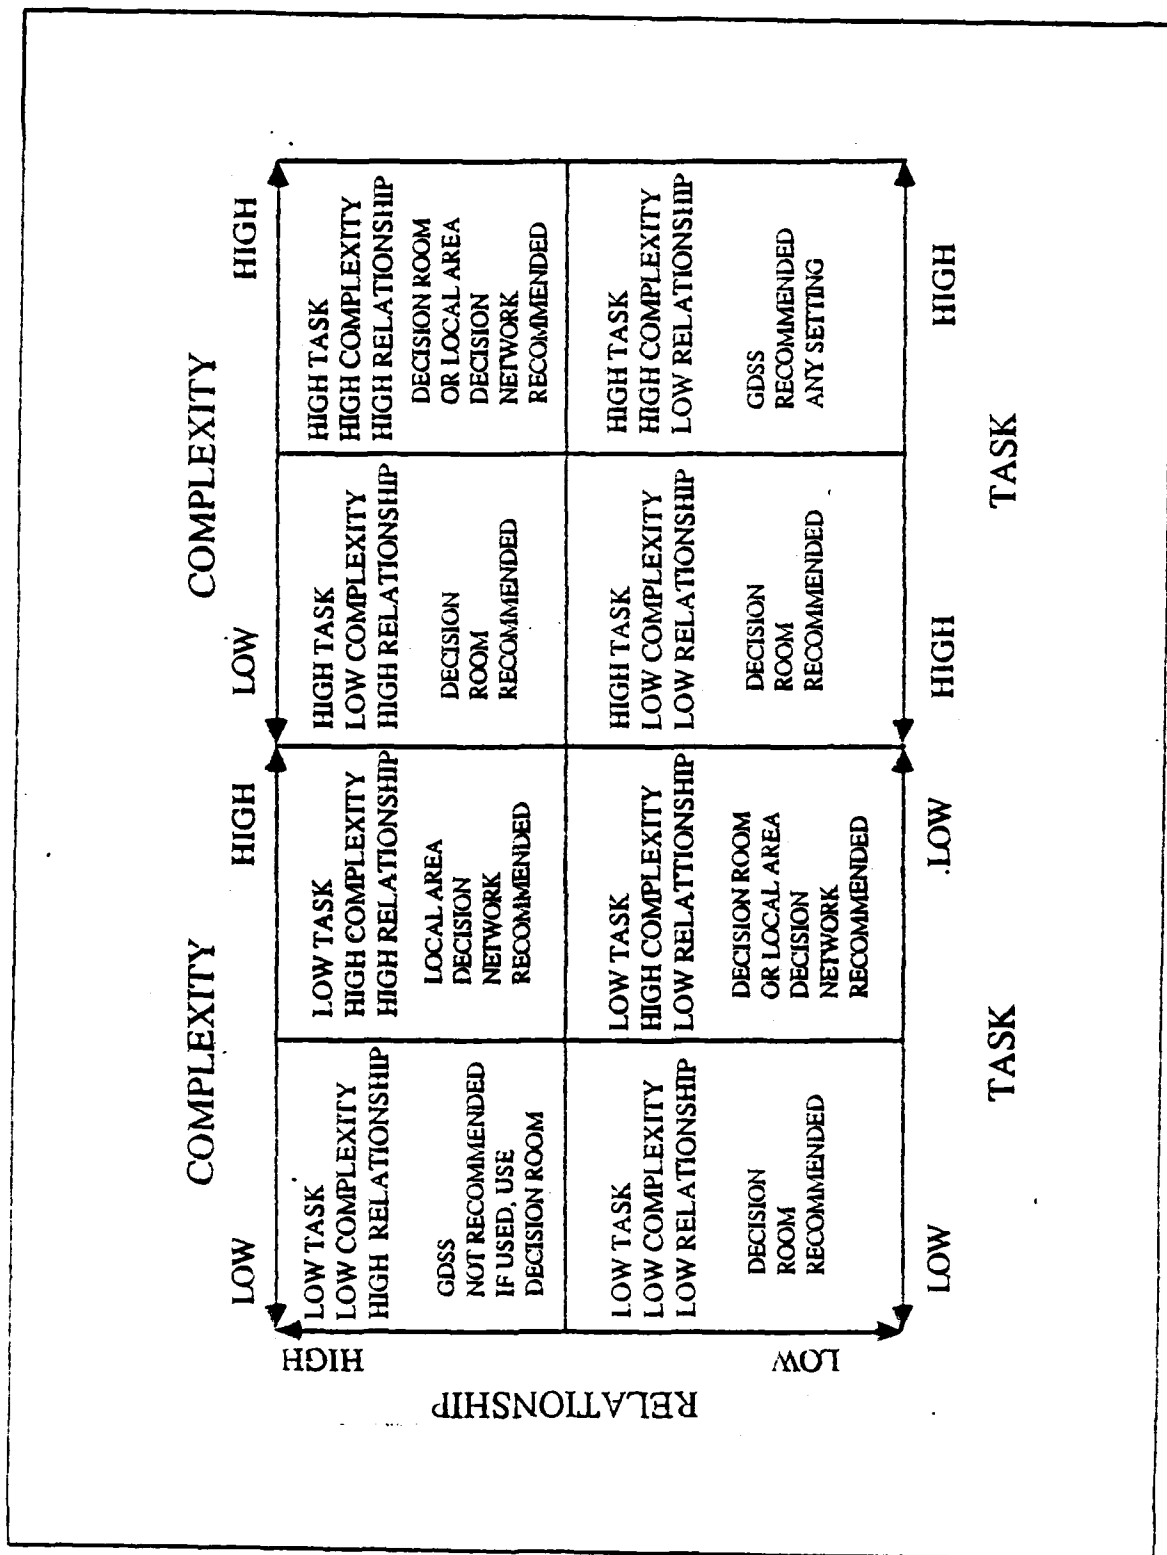 COMPLEXITY
COMPLEXITY
LOW
HIGH
LOW
HIGH
RELATIONSHIP
HIGH
LOW
LOW TASK
LOW COMPLEXITY
HIGH RELATIONSHIP
GDSS
NOT RECOMMENDED
IF USED, USE
DECISION ROOM
LOW TASK
HIGH COMPLEXITY
HIGH RELATIONSHIP
LOCAL AREA
DECISION
NETWORK
RECOMMENDED
HIGH TASK
LOW COMPLEXITY
HIGH RELATIONSHIP
DECISION
ROOM
RECOMMENDED
HIGH TASK
HIGH COMPLEXITY
HIGH RELATIONSHIP
DECISION ROOM
OR LOCAL AREA
DECISION
NETWORK
RECOMMENDED
LOW TASK
LOW COMPLEXITY
LOW RELATIONSHIP
DECISION
ROOM
RECOMMENDED
LOW TASK
HIGH COMPLEXITY
LOW RELATTIONSHIP
DECISION ROOM
OR LOCAL AREA
DECISION
NETWORK
RECOMMENDED
HIGH TASK
LOW COMPLEXITY
LOW RELATIONSHIP
DECISION
ROOM
RECOMMENDED
HIGH TASK
HIGH COMPLEXITY
LOW RELATIONSHIP
GDSS
RECOMMENDED
ANY SETTING
LOW
LOW
HIGH
HIGH
TASK
TASK